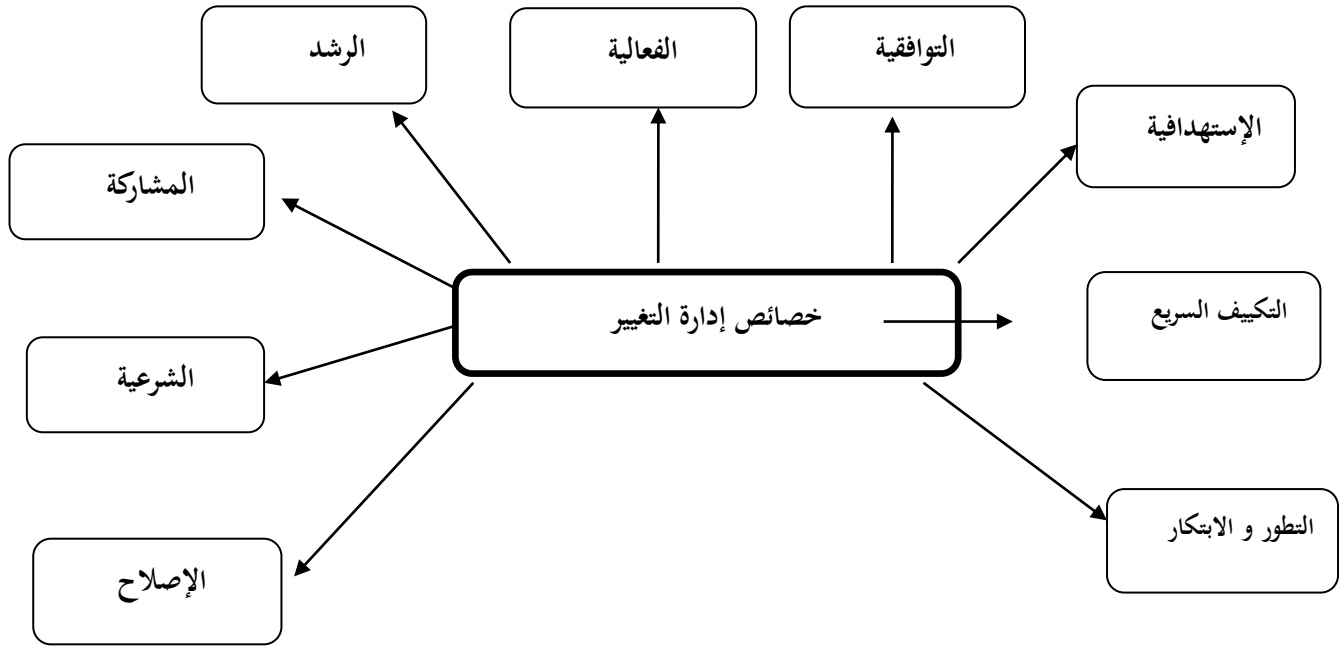 التوافقية
الفعالية
الرشد
الإستهدافية
المشاركة
التكييف السريع
خصائص إدارة التغيير
الشرعية
التطور و الابتكار
الإصلاح